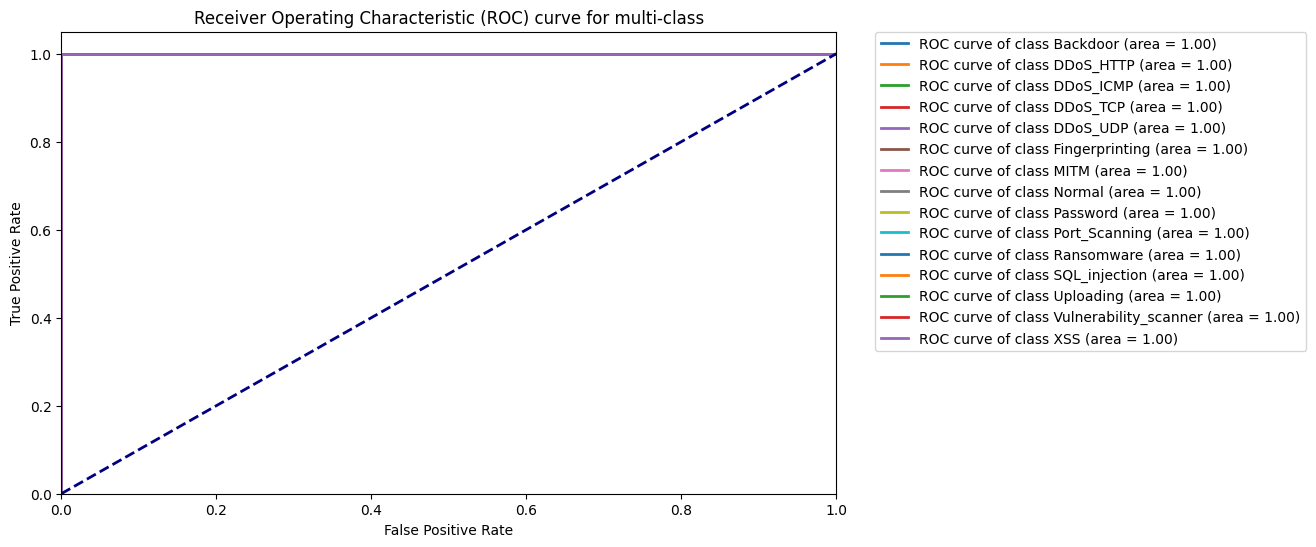 Receiver Operating Characteristic (ROC) curve for multi-class
True Positive Rate
1.0
0.8
0.6
0.4
0.2
0.0
0.0 0.2 0.4 0.6 0.8 1.0
False Positive Rate
ROC curve of class Backdoor (area = 1.00)
ROC curve of class DDoS_HTTP (area = 1.00)
ROC curve of class DDoS_ICMP (area = 1.00)
ROC curve of class DDoS_TCP (area = 1.00)
ROC curve of class DDoS_UDP (area = 1.00)
ROC curve of class Fingerprinting (area = 1.00)
ROC curve of class MITM (area = 1.00)
ROC curve of class Normal (area = 1.00)
ROC curve of class Password (area = 1.00)
ROC curve of class Port_Scanning (area = 1.00)
ROC curve of class Ransomware (area = 1.00)
ROC curve of class SQL_injection (area = 1.00)
ROC curve of class Uploading (area = 1.00)
ROC curve of class Vulnerability_scanner (area = 1.00)
ROC curve of class XSS (area = 1.00)